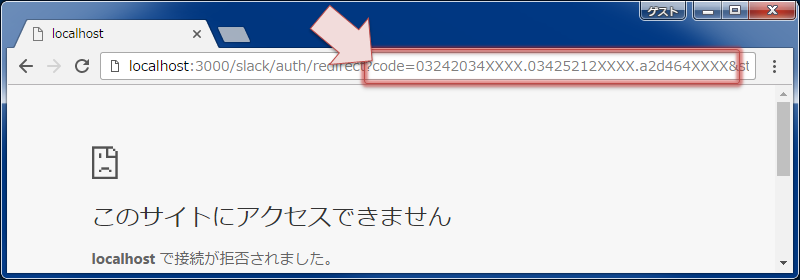 ゲスト
localhost
localhost:3000/slack/auth/redirect?code=03242034XXXX.03425212XXXX.a2d464XXXX&st
このサイトにアクセスできません
localhost で接続が拒否されました。